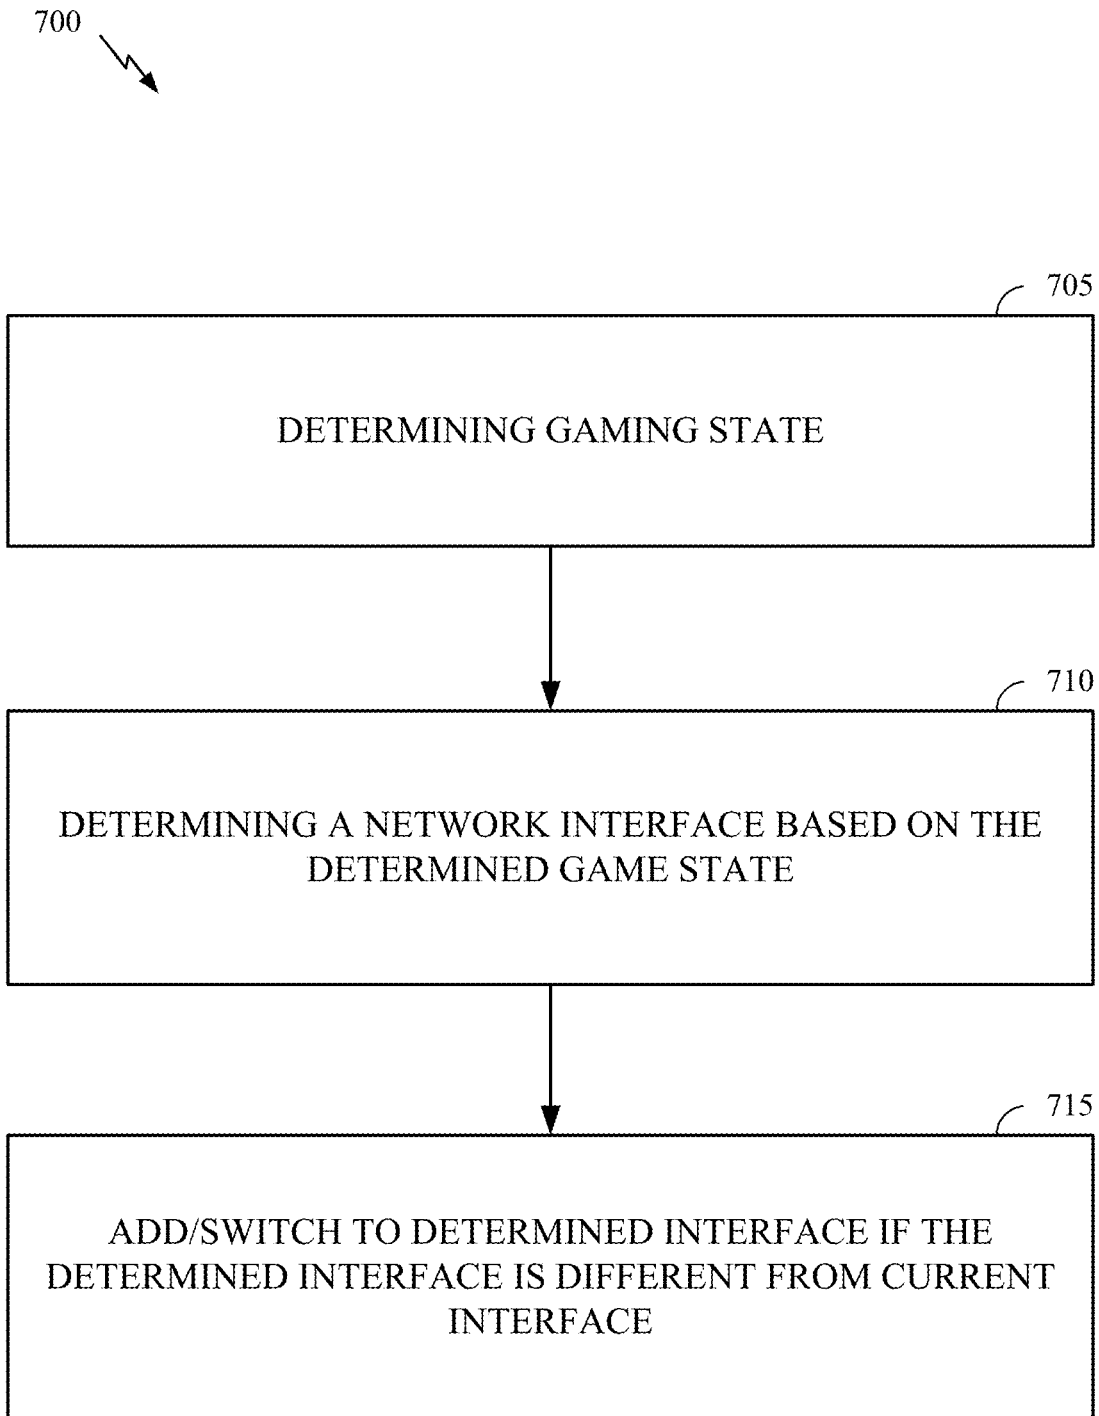 700
705
DETERMINING GAMING STATE
710
DETERMINING A NETWORK INTERFACE BASED ON THE
DETERMINED GAME STATE
715
ADD/SWITCH TO DETERMINED INTERFACE IF THE
DETERMINED INTERFACE IS DIFFERENT FROM CURRENT
INTERFACE